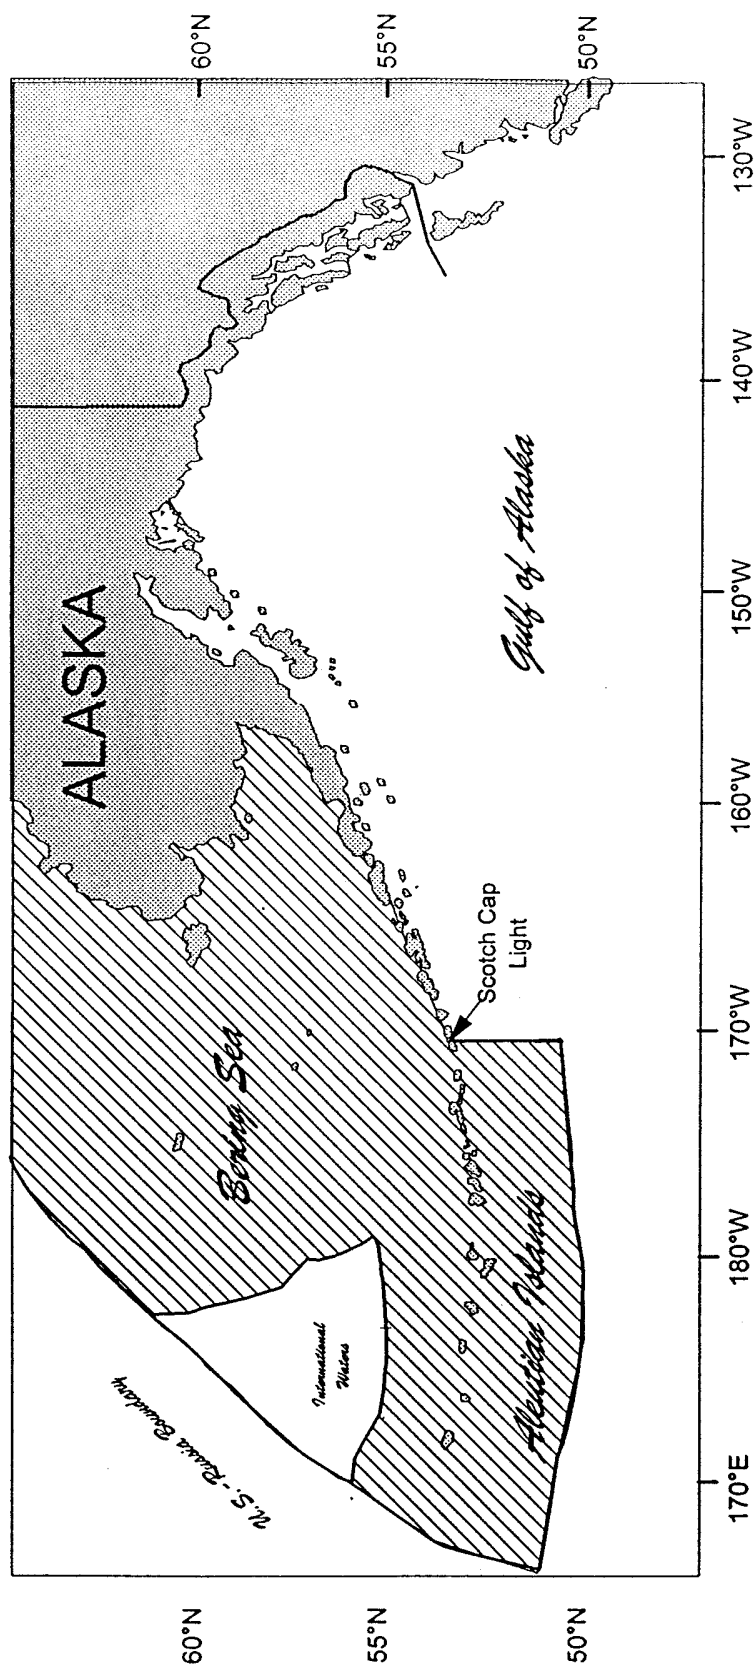 ALASKA
Bering Sea
Gulf of Alaska
Aleutian Islands
International
Waters
U.S. - Russia Boundary
Scotch Cap
Light
60°N
55°N
50°N
60°N
55°N
50°N
170°E
180°W
170°W
160°W
150°W
140°W
130°W